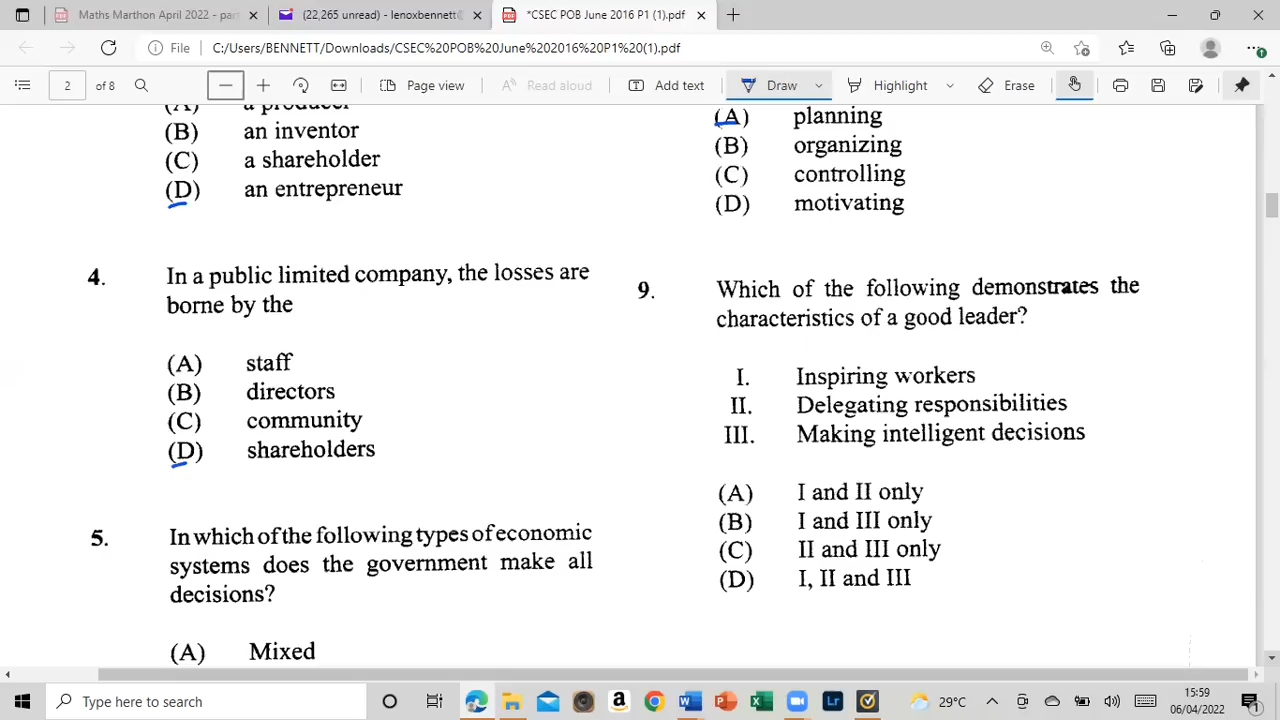 Maths Marthon April 2022 - pa
(22,265 unread) - lenoxbennett
*CSEC POB June 2016 P1 (1).pdf
File
C:/Users/BENNETT/Downloads/CSEC%20POB%20June%202016%20P1%20(1).pdf
2 of 8
Page view
Read aloud
Add text
Draw
Highlight
Erase
(A) a producer
(B) an inventor
(C) a shareholder
(D) an entrepreneur
4. In a public limited company, the losses are
borne by the
(A) staff
(B) directors
(C) community
(D) shareholders
5. In which of the following types of economic
systems does the government make all
decisions?
(A) Mixed
(A) planning
(B) organizing
(C) controlling
(D) motivating
9. Which of the following demonstrates the
characteristics of a good leader?
I. Inspiring workers
II. Delegating responsibilities
III. Making intelligent decisions
(A) I and II only
(B) I and III only
(C) II and III only
(D) I, II and III
Type here to search
29°C
15:59
06/04/2022